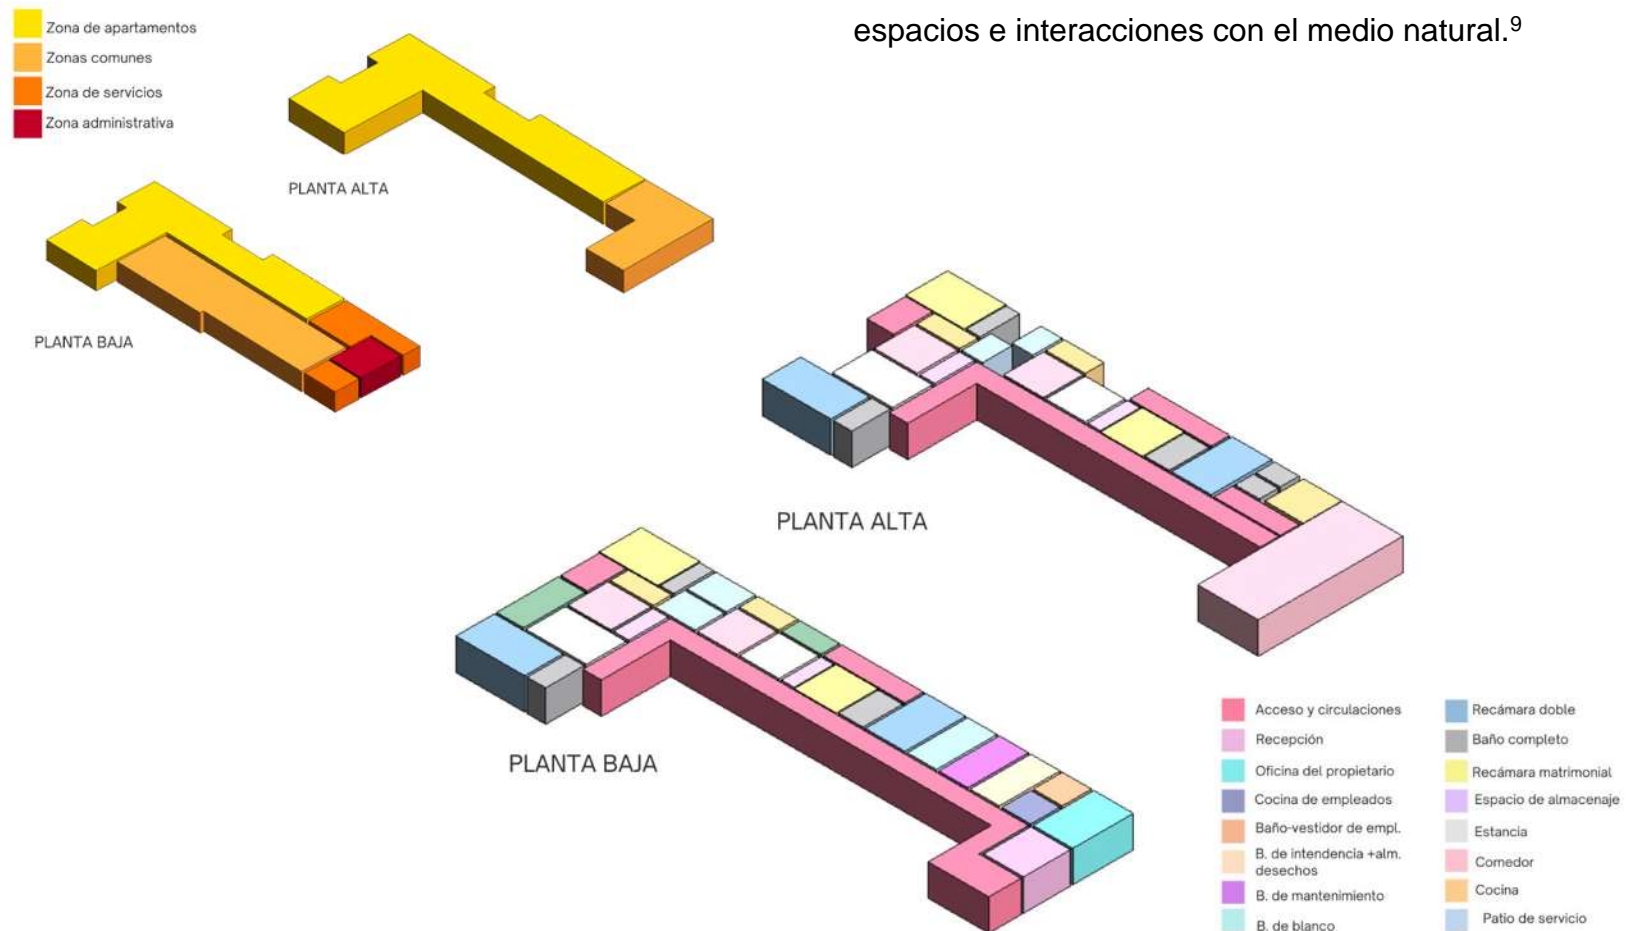 espacios e interacciones con el medio natural.⁹
Zona de apartamentos
Zonas comunes
Zona de servicios
Zona administrativa
PLANTA ALTA
PLANTA BAJA
PLANTA ALTA
PLANTA BAJA
Acceso y circulaciones
Recepción
Oficina del propietario
Cocina de empleados
Baño-vestidor de empl.
B. de intendencia +alm.
desechos
B. de mantenimiento
B. de blanco
Recámara doble
Baño completo
Recámara matrimonial
Espacio de almacenaje
Estancia
Comedor
Cocina
Patio de servicio